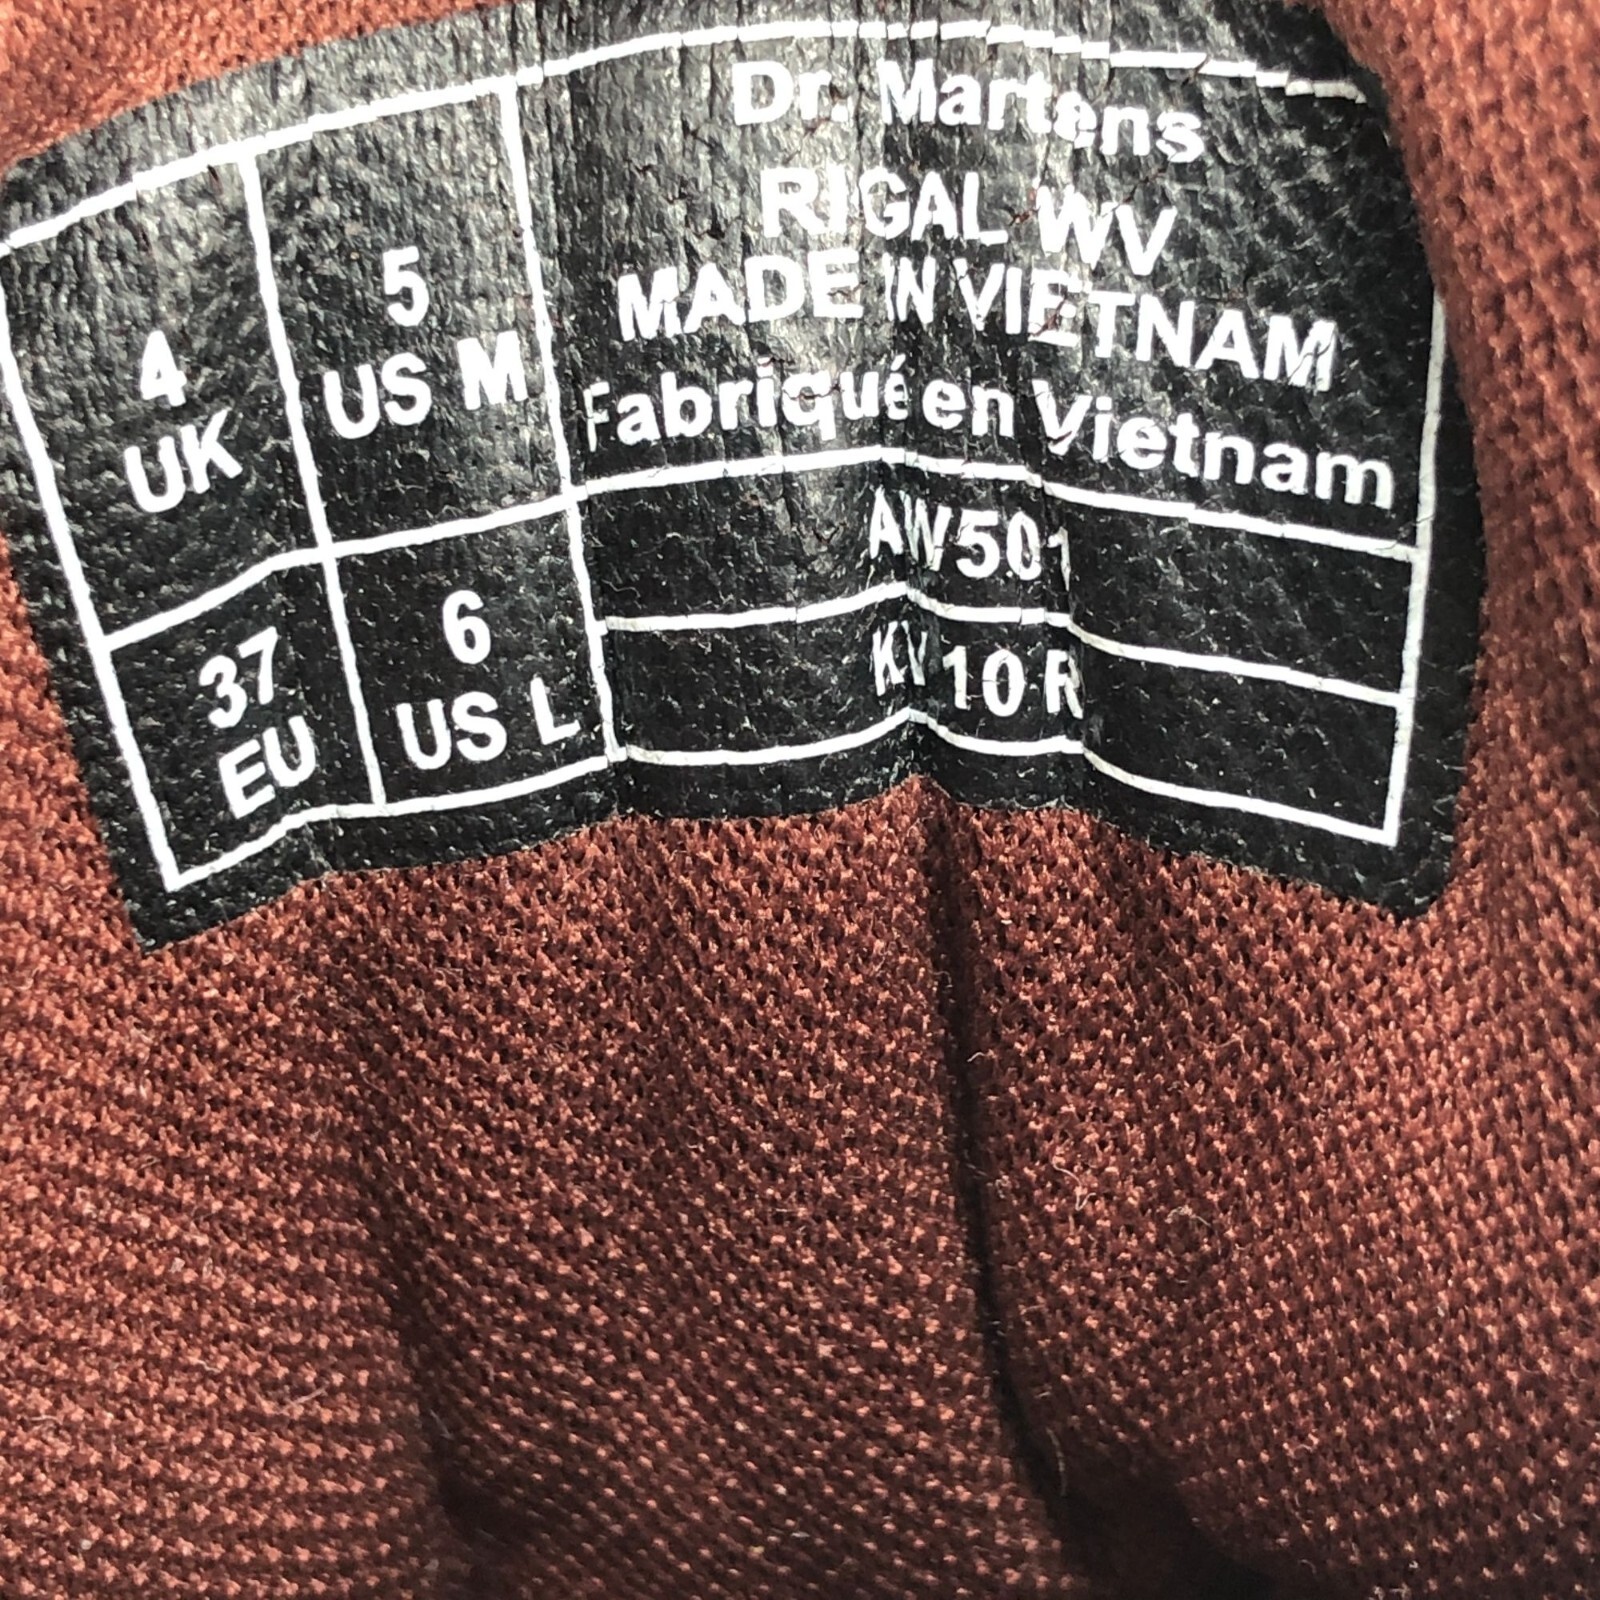 Dr. Martens
RIGAL WV
MADE IN VIETNAM
Fabriqué en Vietnam
4
UK
5
US M
37
EU
6
US L
AW501
KV 10 R